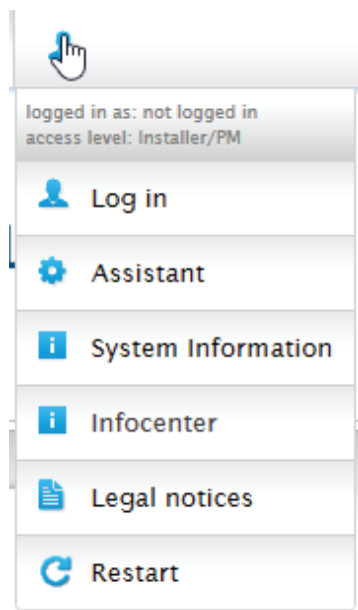 logged in as: not logged in
access level: Installer/PM
Log in
Assistant
System Information
Infocenter
Legal notices
Restart